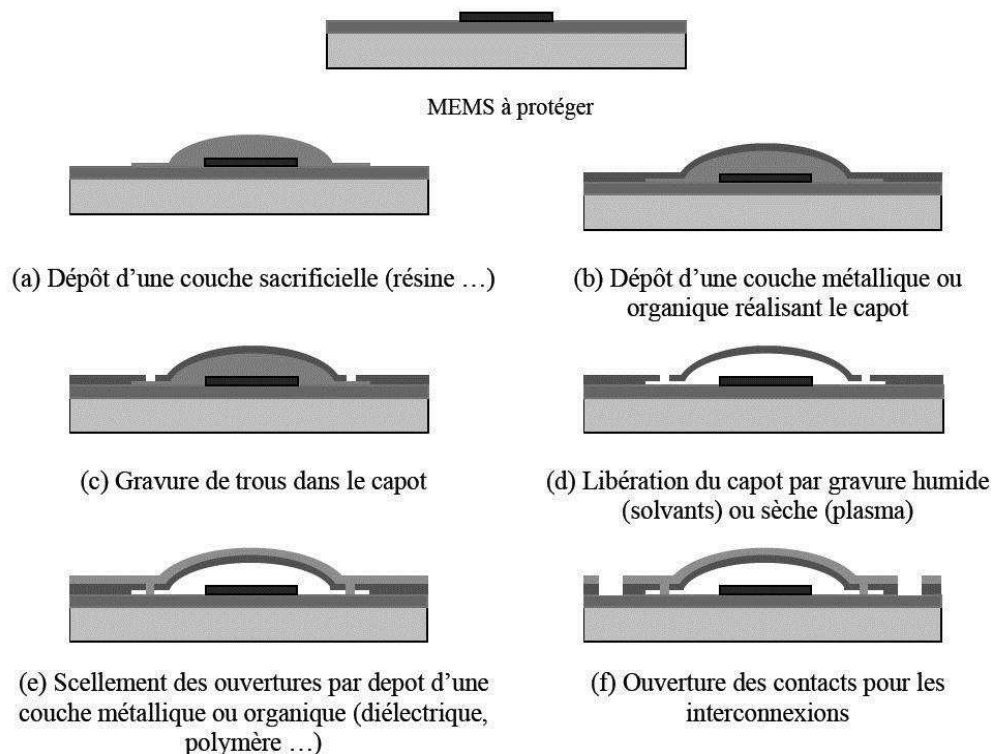 MEMS à protéger
(a) Dépôt d'une couche sacrificielle (résine …)
(b) Dépôt d'une couche métallique ou
organique réalisant le capot
(c) Gravure de trous dans le capot
(d) Libération du capot par gravure humide
(solvants) ou sèche (plasma)
(e) Scellement des ouvertures par depot d'une
couche métallique ou organique (diélectrique,
polymère …)
(f) Ouverture des contacts pour les
interconnexions